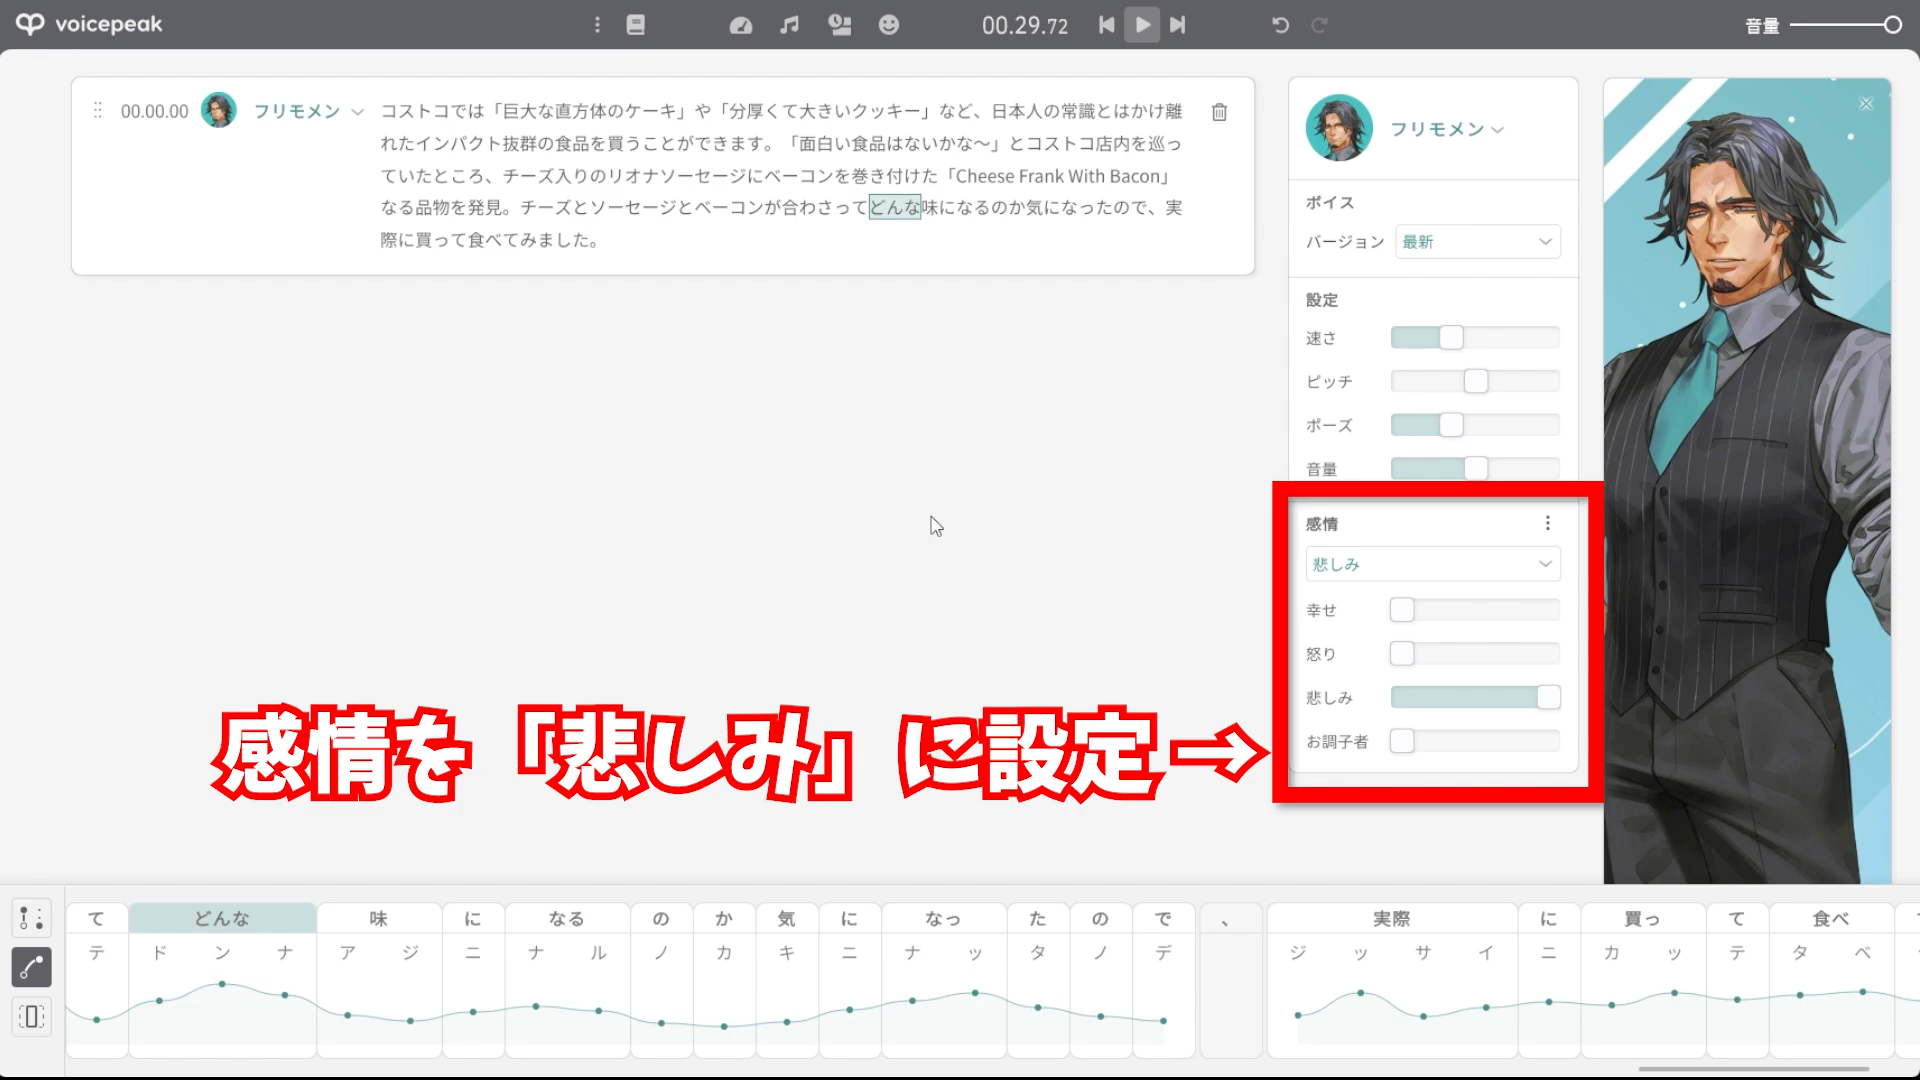 voicepeak
00.29.72
音量
00.00.00
フリモメン
コストコでは「巨大な直方体のケーキ」や「分厚くて大きいクッキー」など、日本人の常識とはかけ離
れたインパクト抜群の食品を買うことができます。「面白い食品はないかな〜」とコストコ店内を巡っ
ていたところ、チーズ入りのリオナソーセージにベーコンを巻き付けた「Cheese Frank With Bacon」
なる品物を発見。チーズとソーセージとベーコンが合わさってどんな味になるのか気になったので、実
際に買って食べてみました。
フリモメン
ボイス
バージョン 最新
設定
速さ
ピッチ
ポーズ
音量
感情
悲しみ
幸せ
怒り
悲しみ
お調子者
感情を「悲しみ」に設定→
て どんな 味 に なる の か 気 に なっ た の で 、 実際 に 買っ て 食べ
テ ド ン ナ ア ジ ニ ナ ル ノ カ キ ニ ナ ッ タ ノ デ ジ ッ サ イ ニ カ ッ テ タ ベ